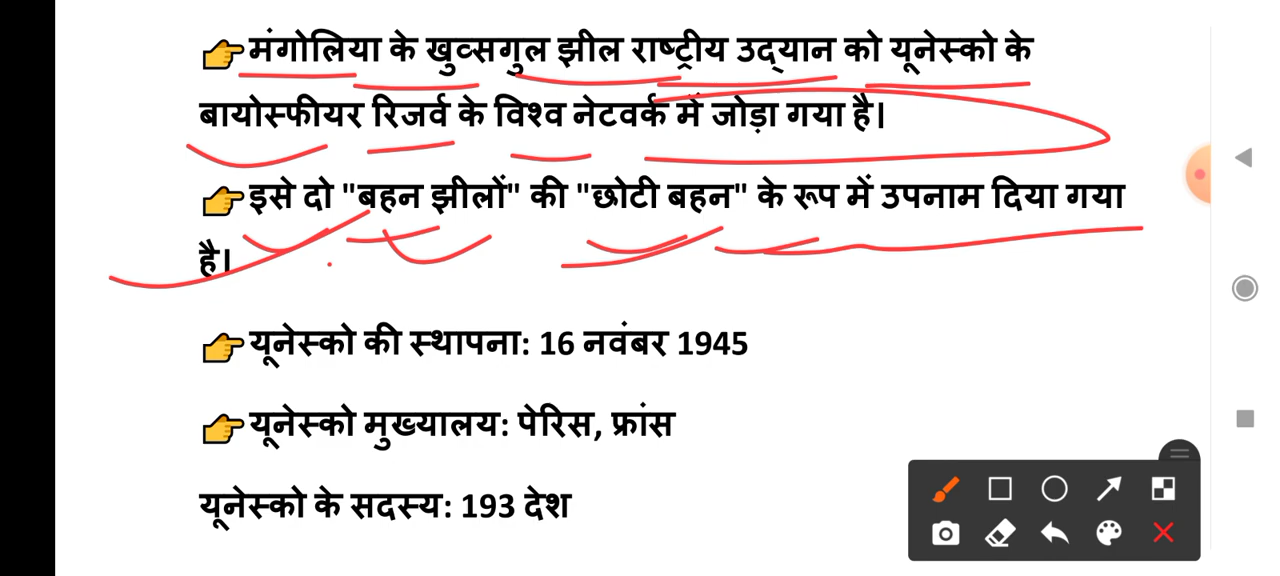 👉मंगोलिया के खुव्सगुल झील राष्ट्रीय उद्यान को यूनेस्को के
बायोस्फीयर रिजर्व के विश्व नेटवर्क में जोड़ा गया है।
👉इसे दो "बहन झीलों" की "छोटी बहन" के रूप में उपनाम दिया गया
है।
👉यूनेस्को की स्थापना: 16 नवंबर 1945
👉यूनेस्को मुख्यालय: पेरिस, फ्रांस
यूनेस्को के सदस्य: 193 देश